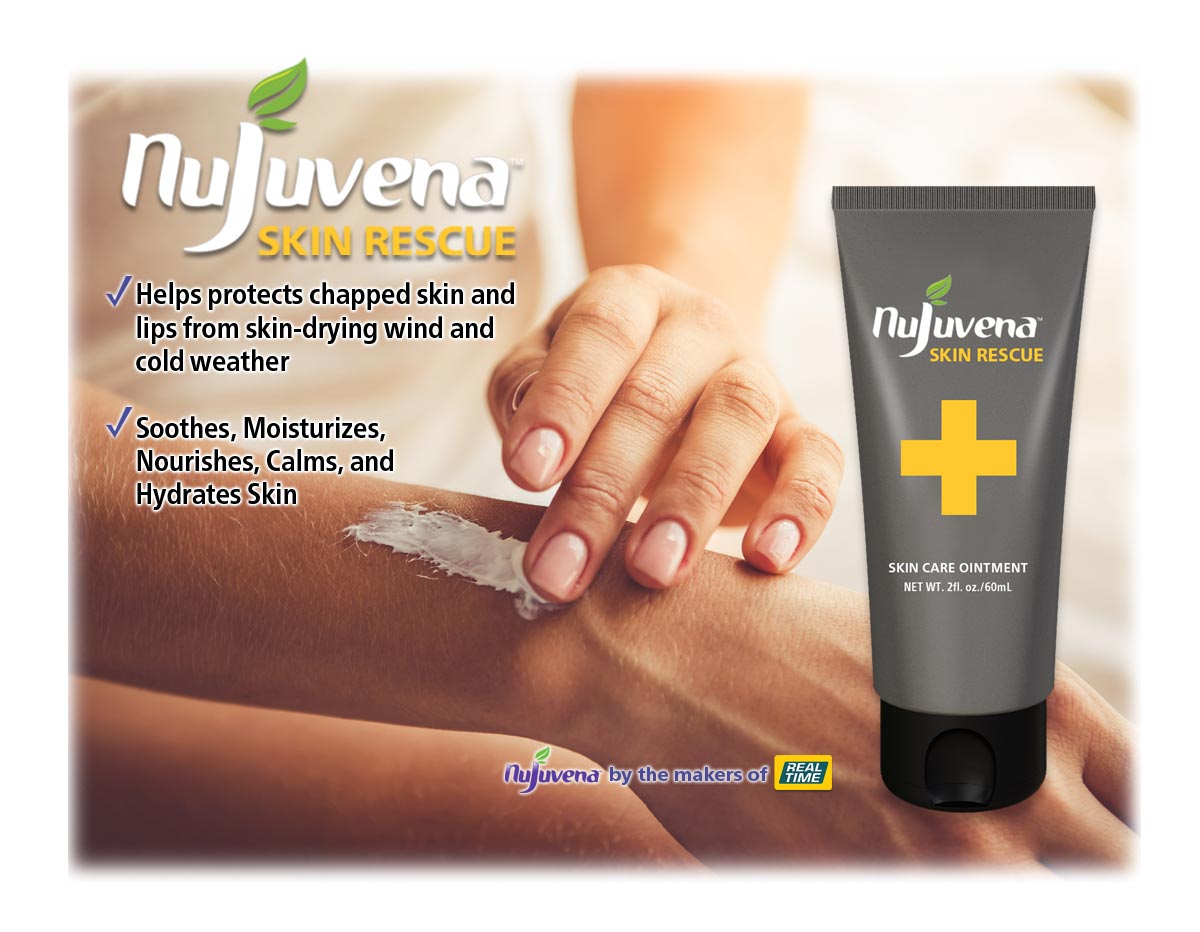 NuJuvena™
SKIN RESCUE
Helps protects chapped skin and
lips from skin-drying wind and
cold weather
Soothes, Moisturizes,
Nourishes, Calms, and
Hydrates Skin
NuJuvena™
SKIN RESCUE
SKIN CARE OINTMENT
NET WT. 2fl. oz./60mL
NuJuvena by the makers of REAL
TIME